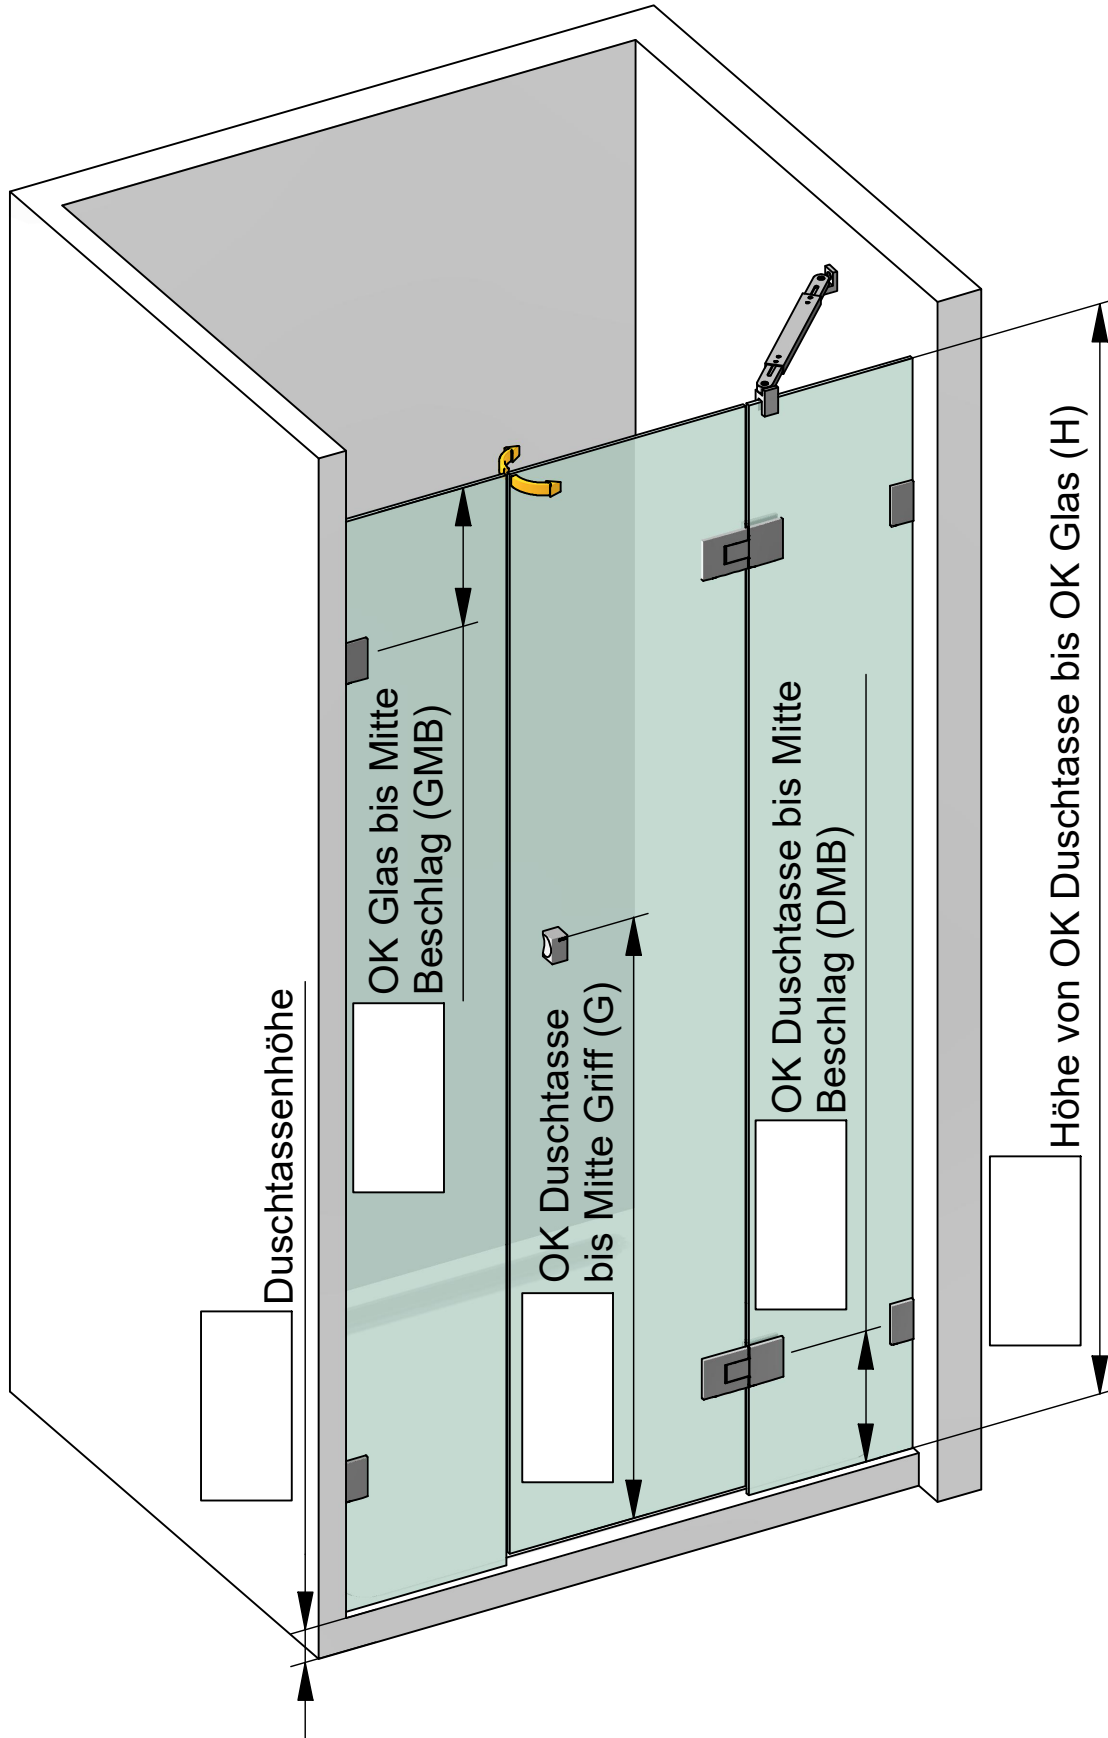 Duschtassenhöhe
OK Glas bis Mitte
Beschlag (GMB)
OK Duschtasse
bis Mitte Griff (G)
OK Duschtasse bis Mitte
Beschlag (DMB)
Höhe von OK Duschtasse bis OK Glas (H)